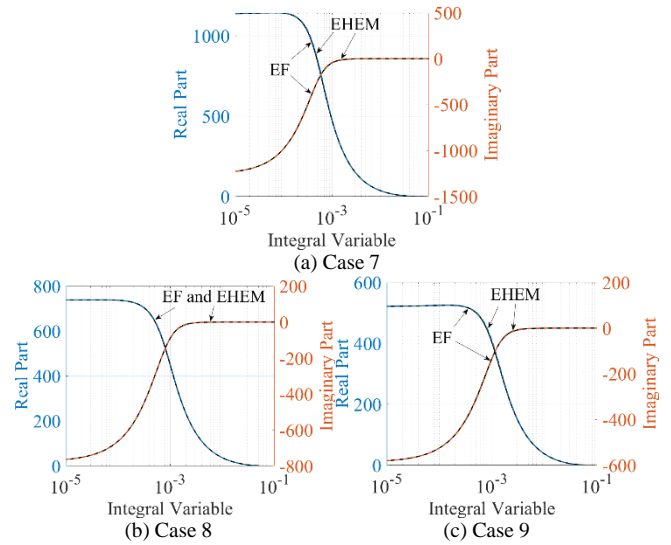 1000
500
0
Real Part
EHEM
EF
500
0
-500
-1000
-1500
Imaginary Part
10-5
10-3
10-1
Integral Variable
(a) Case 7
800
600
400
200
0
Real Part
EF and EHEM
200
0
-200
-400
-600
-800
Imaginary Part
10-5
10-3
10-1
Integral Variable
(b) Case 8
600
400
200
0
Real Part
EHEM
EF
200
0
-200
-400
-600
Imaginary Part
10-5
10-3
10-1
Integral Variable
(c) Case 9